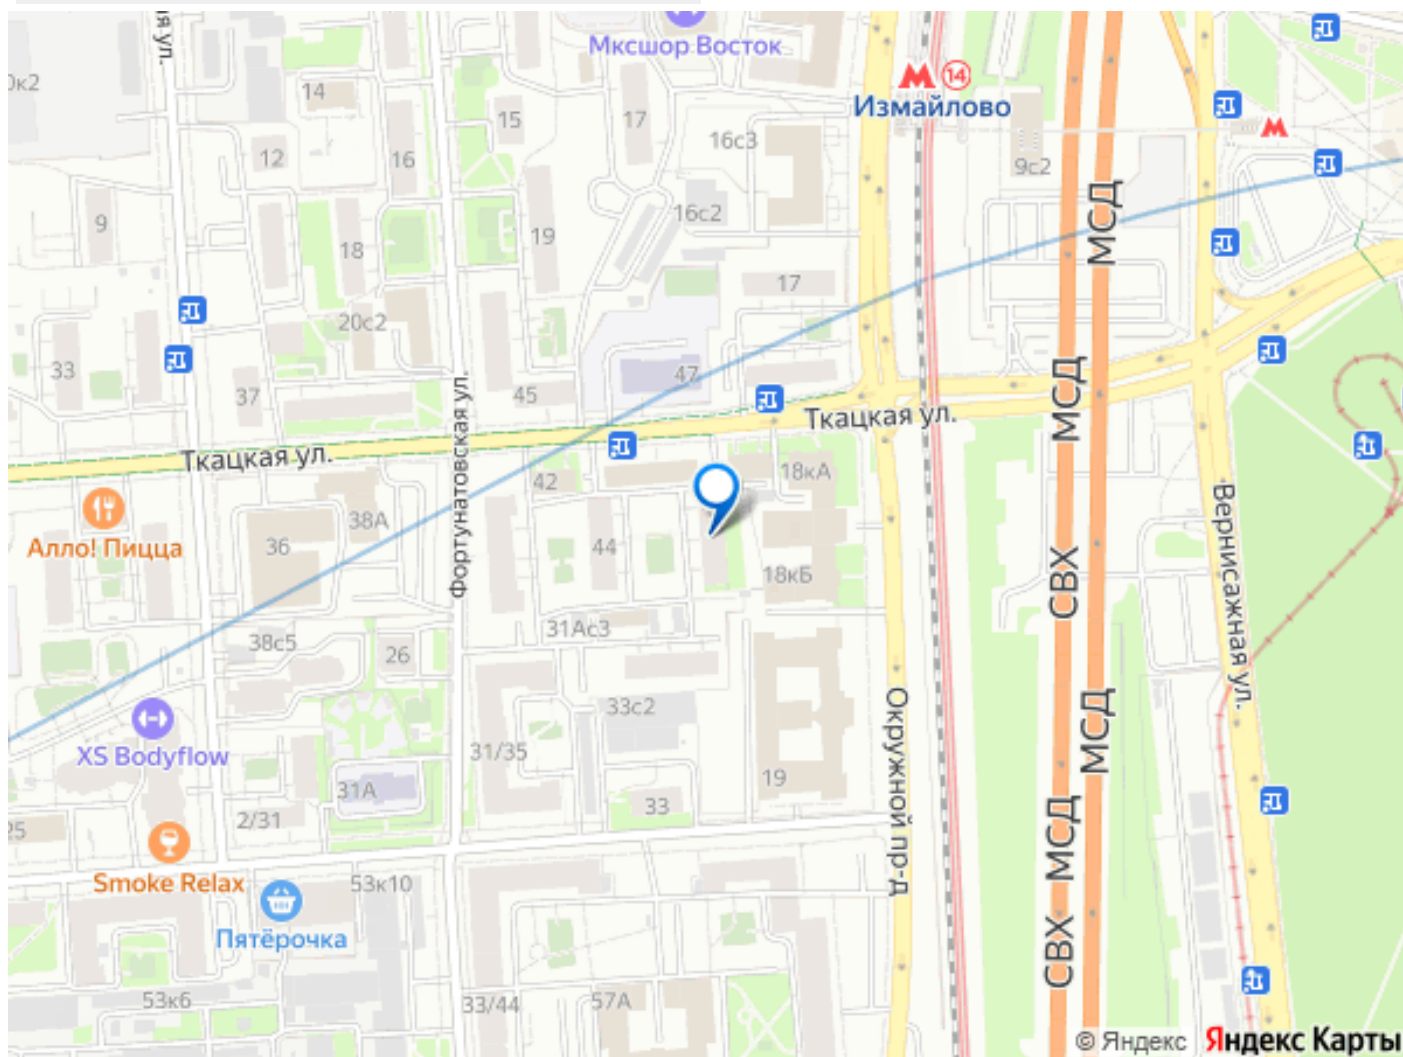 я ул.
Мксшор Восток
14
Измайлово
0к2
14
15
17
16с3
12
16
9с2
МСД
9
16с2
18
19
17
20с2
33
37
45
47
МСД
Ткацкая ул.
Ткацкая ул.
Фортунатовская ул.
42
18кА
Вернисажная ул.
Алло! Пицца
38А
36
44
18кБ
СВХ
31Ас3
38с5
26
33с2
МСД
Окружной пр-д
XS Bodyflow
31/35
19
31А
33
2/31
25
МСД
Smoke Relax
53к10
Пятёрочка
СВХ
53к6
33/44
57А
© Яндекс Яндекс Карты